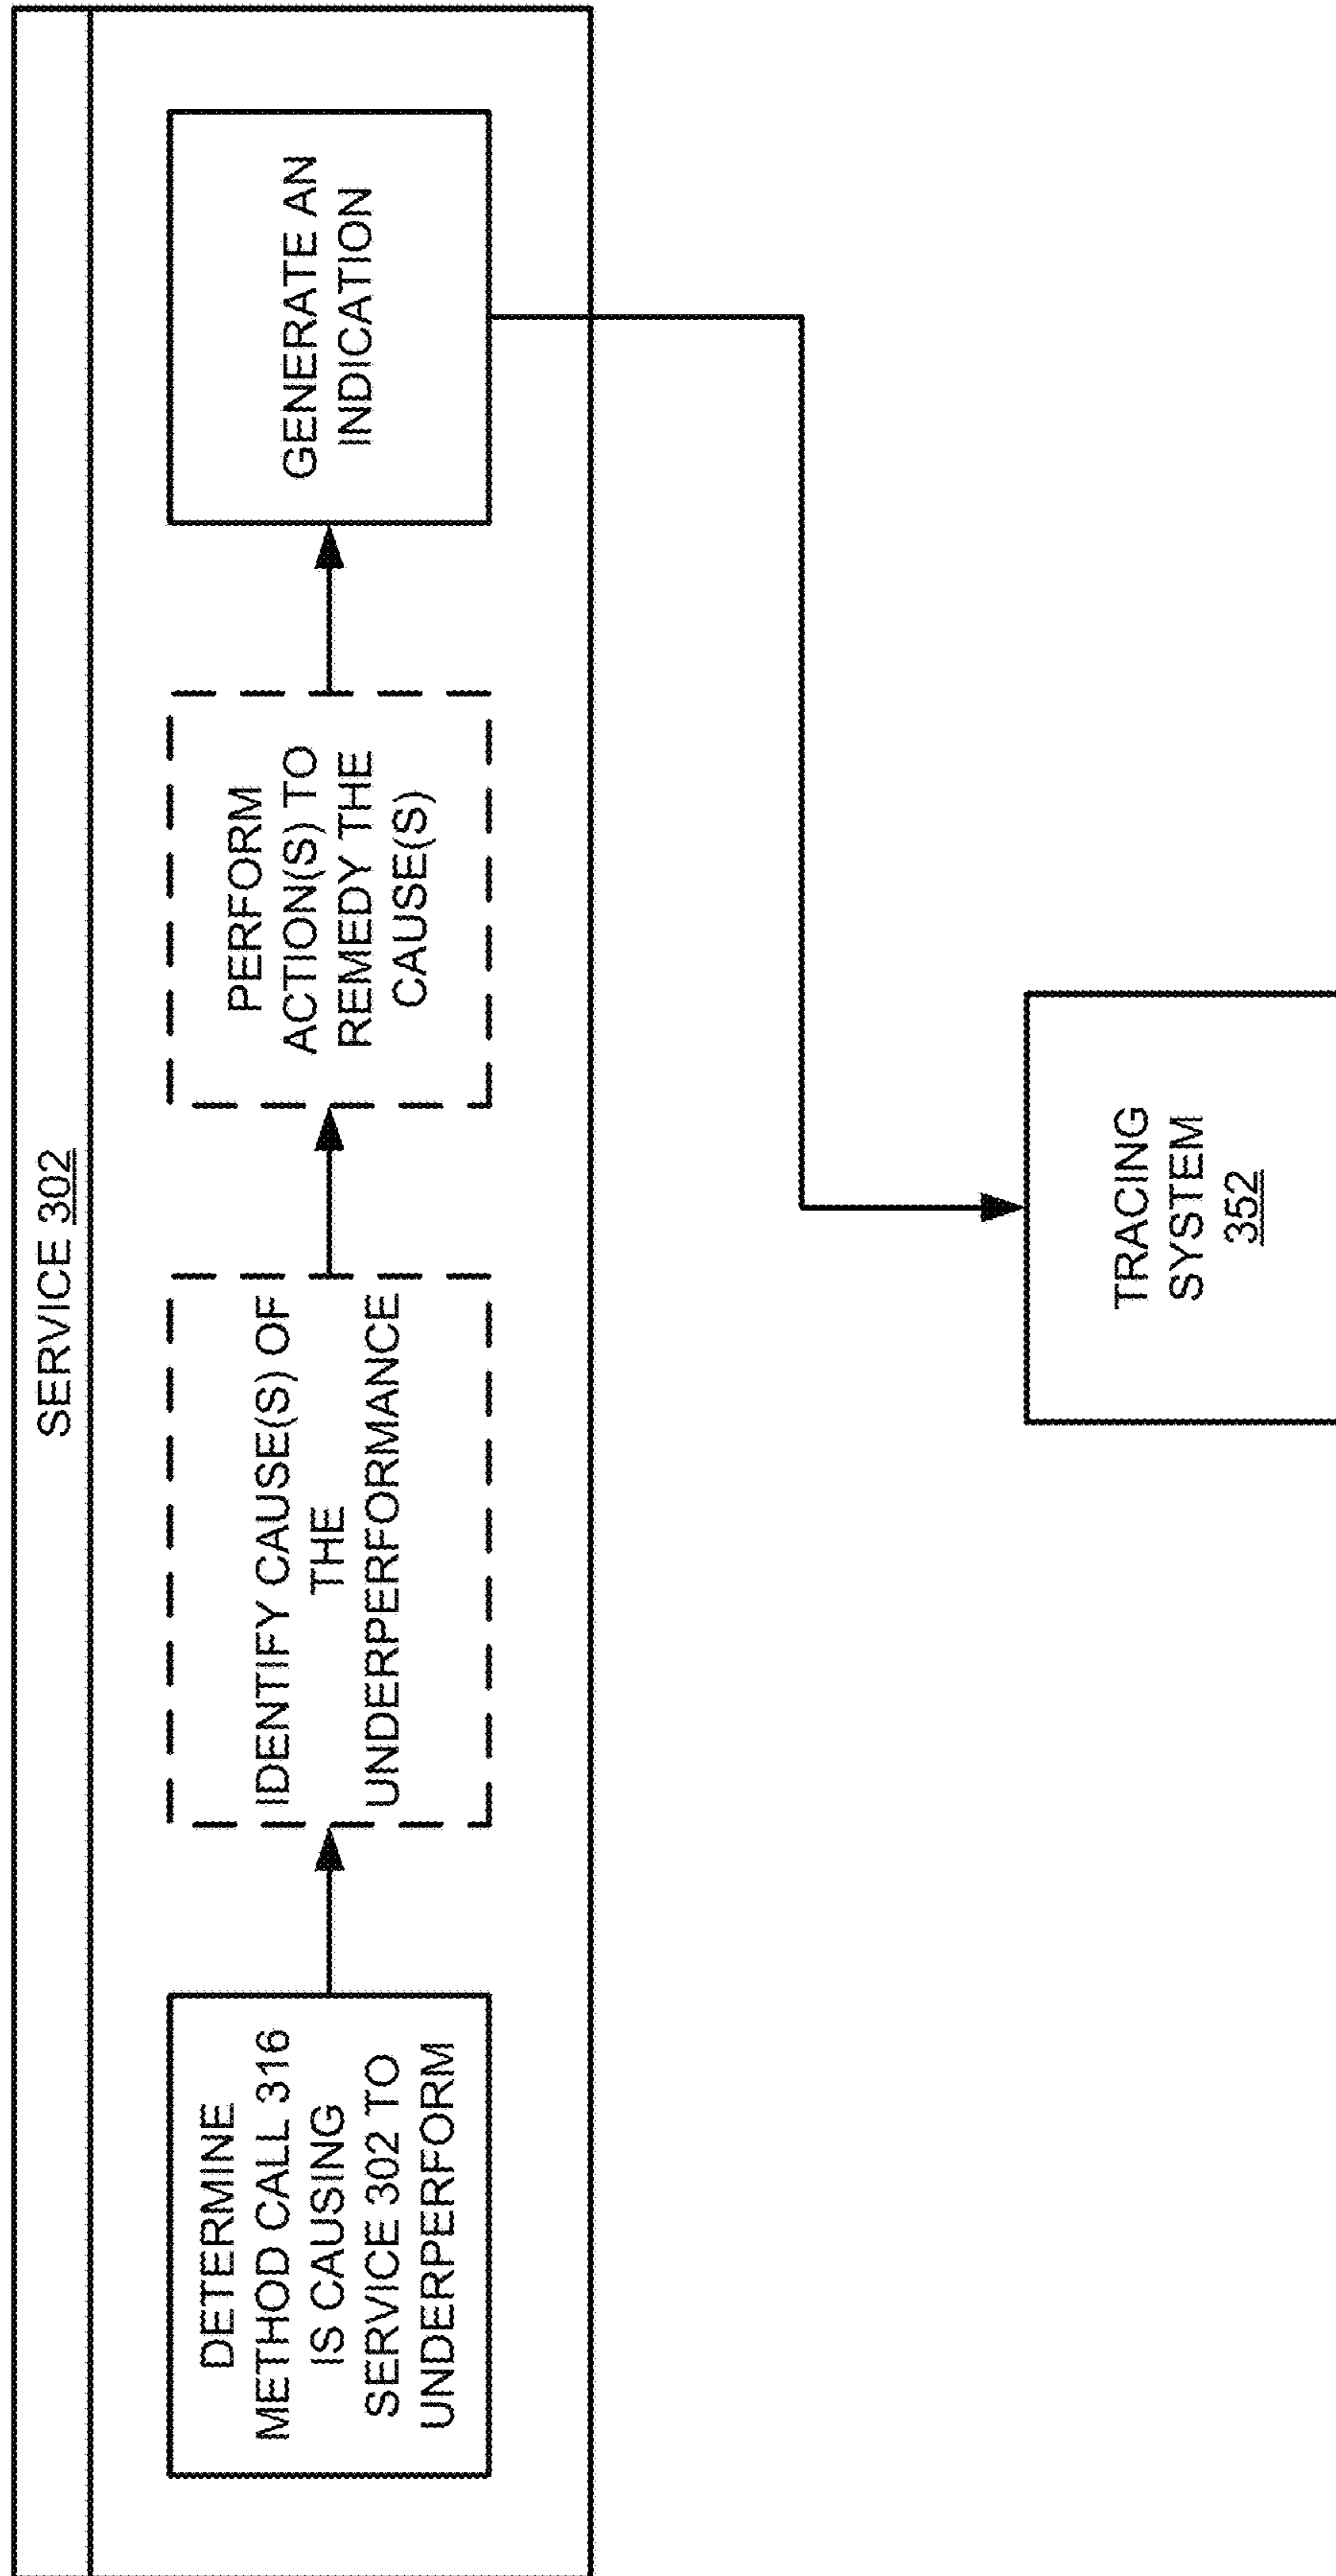 SERVICE 302
DETERMINE
METHOD CALL 316
IS CAUSING
SERVICE 302 TO
UNDERPERFORM
IDENTIFY CAUSE(S) OF
THE
UNDERPERFORMANCE
PERFORM
ACTION(S) TO
REMEDY THE
CAUSE(S)
GENERATE AN
INDICATION
TRACING
SYSTEM
352